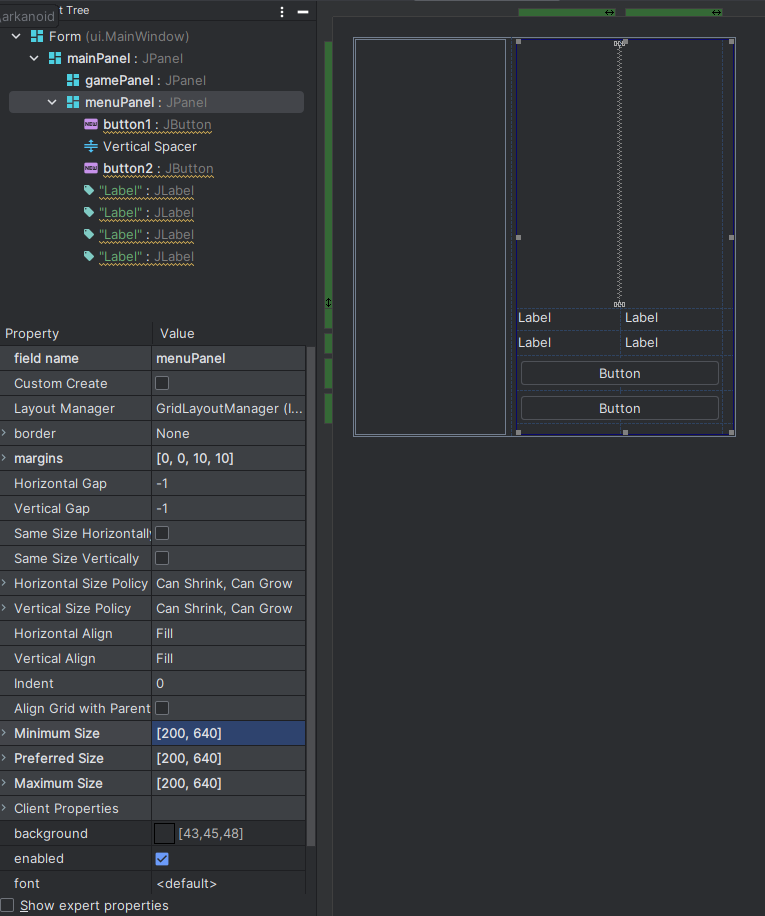 t Tree
,arkanoid
Form (ui.MainWindow)
mainPanel : JPanel
gamePanel : JPanel
menuPanel : JPanel
NEW button1 : JButton
Vertical Spacer
NEW button2 : JButton
"Label" : JLabel
"Label" : JLabel
"Label" : JLabel
"Label" : JLabel
Property Value
field name menuPanel
Custom Create
Layout Manager GridLayoutManager (I...
border None
margins [0, 0, 10, 10]
Horizontal Gap -1
Vertical Gap -1
Same Size Horizontally
Same Size Vertically
Horizontal Size Policy Can Shrink, Can Grow
Vertical Size Policy Can Shrink, Can Grow
Horizontal Align Fill
Vertical Align Fill
Indent 0
Align Grid with Parent
Minimum Size [200, 640]
Preferred Size [200, 640]
Maximum Size [200, 640]
Client Properties
background [43,45,48]
enabled
font <default>
Show expert properties
Label Label
Label Label
Button
Button